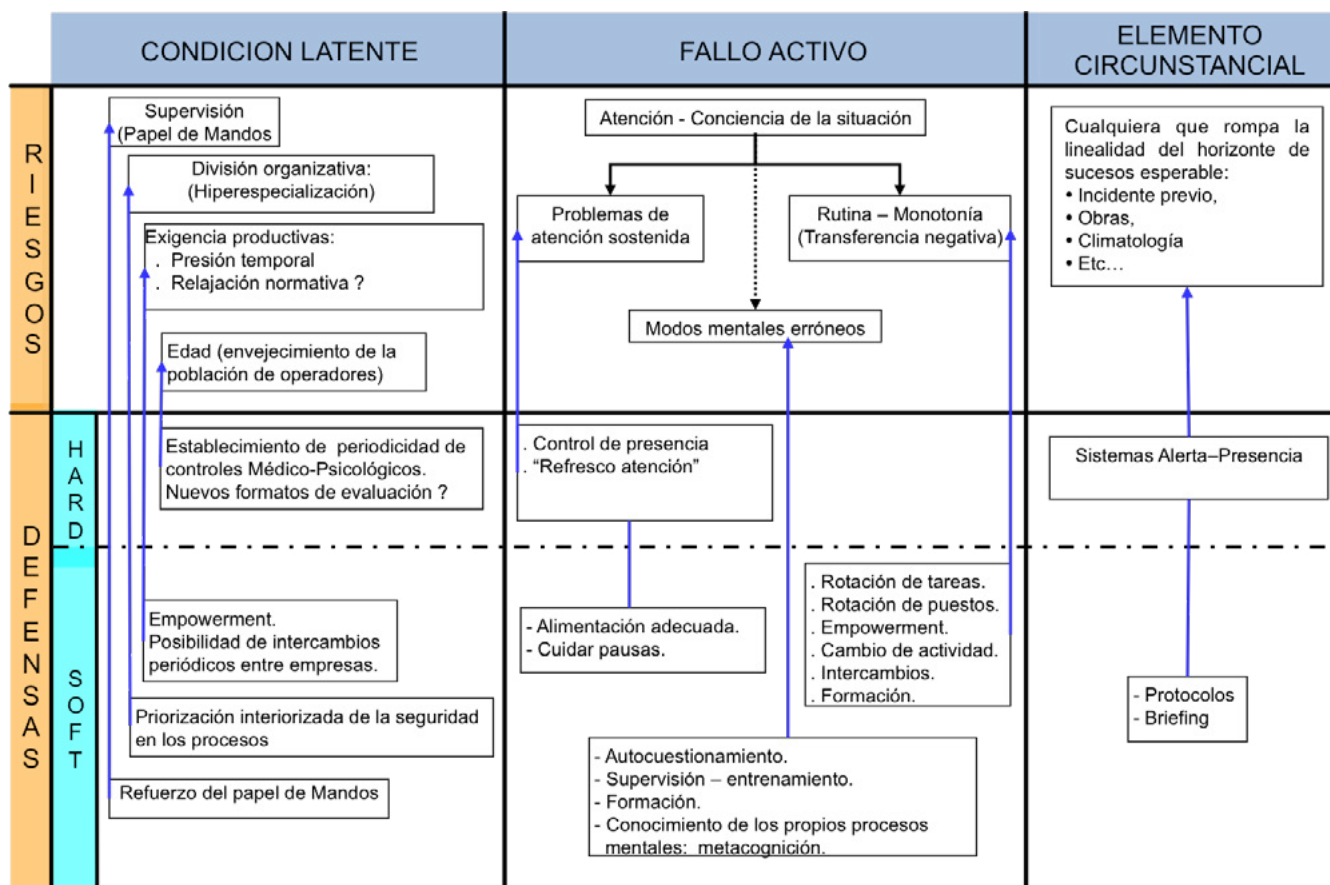 CONDICION LATENTE
FALLO ACTIVO
ELEMENTO
CIRCUNSTANCIAL
RIESGOS
Supervisión
(Papel de Mandos
División organizativa:
(Hiperespecialización)
Exigencia productivas:
. Presión temporal
. Relajación normativa ?
Edad (envejecimiento de la
población de operadores)
Atención - Conciencia de la situación
Problemas de
atención sostenida
Rutina – Monotonía
(Transferencia negativa)
Modos mentales erróneos
Cualquiera que rompa la
linealidad del horizonte de
sucesos esperable:
• Incidente previo,
• Obras,
• Climatología
• Etc…
DEFENSAS
HARD
Establecimiento de periodicidad de
controles Médico-Psicológicos.
Nuevos formatos de evaluación ?
. Control de presencia
. “Refresco atención”
Sistemas Alerta–Presencia
SOFT
Empowerment.
Posibilidad de intercambios
periódicos entre empresas.
Priorización interiorizada de la seguridad
en los procesos
Refuerzo del papel de Mandos
- Alimentación adecuada.
- Cuidar pausas.
. Rotación de tareas.
. Rotación de puestos.
. Empowerment.
. Cambio de actividad.
. Intercambios.
. Formación.
- Autocuestionamiento.
- Supervisión – entrenamiento.
- Formación.
- Conocimiento de los propios procesos
mentales: metacognición.
- Protocolos
- Briefing